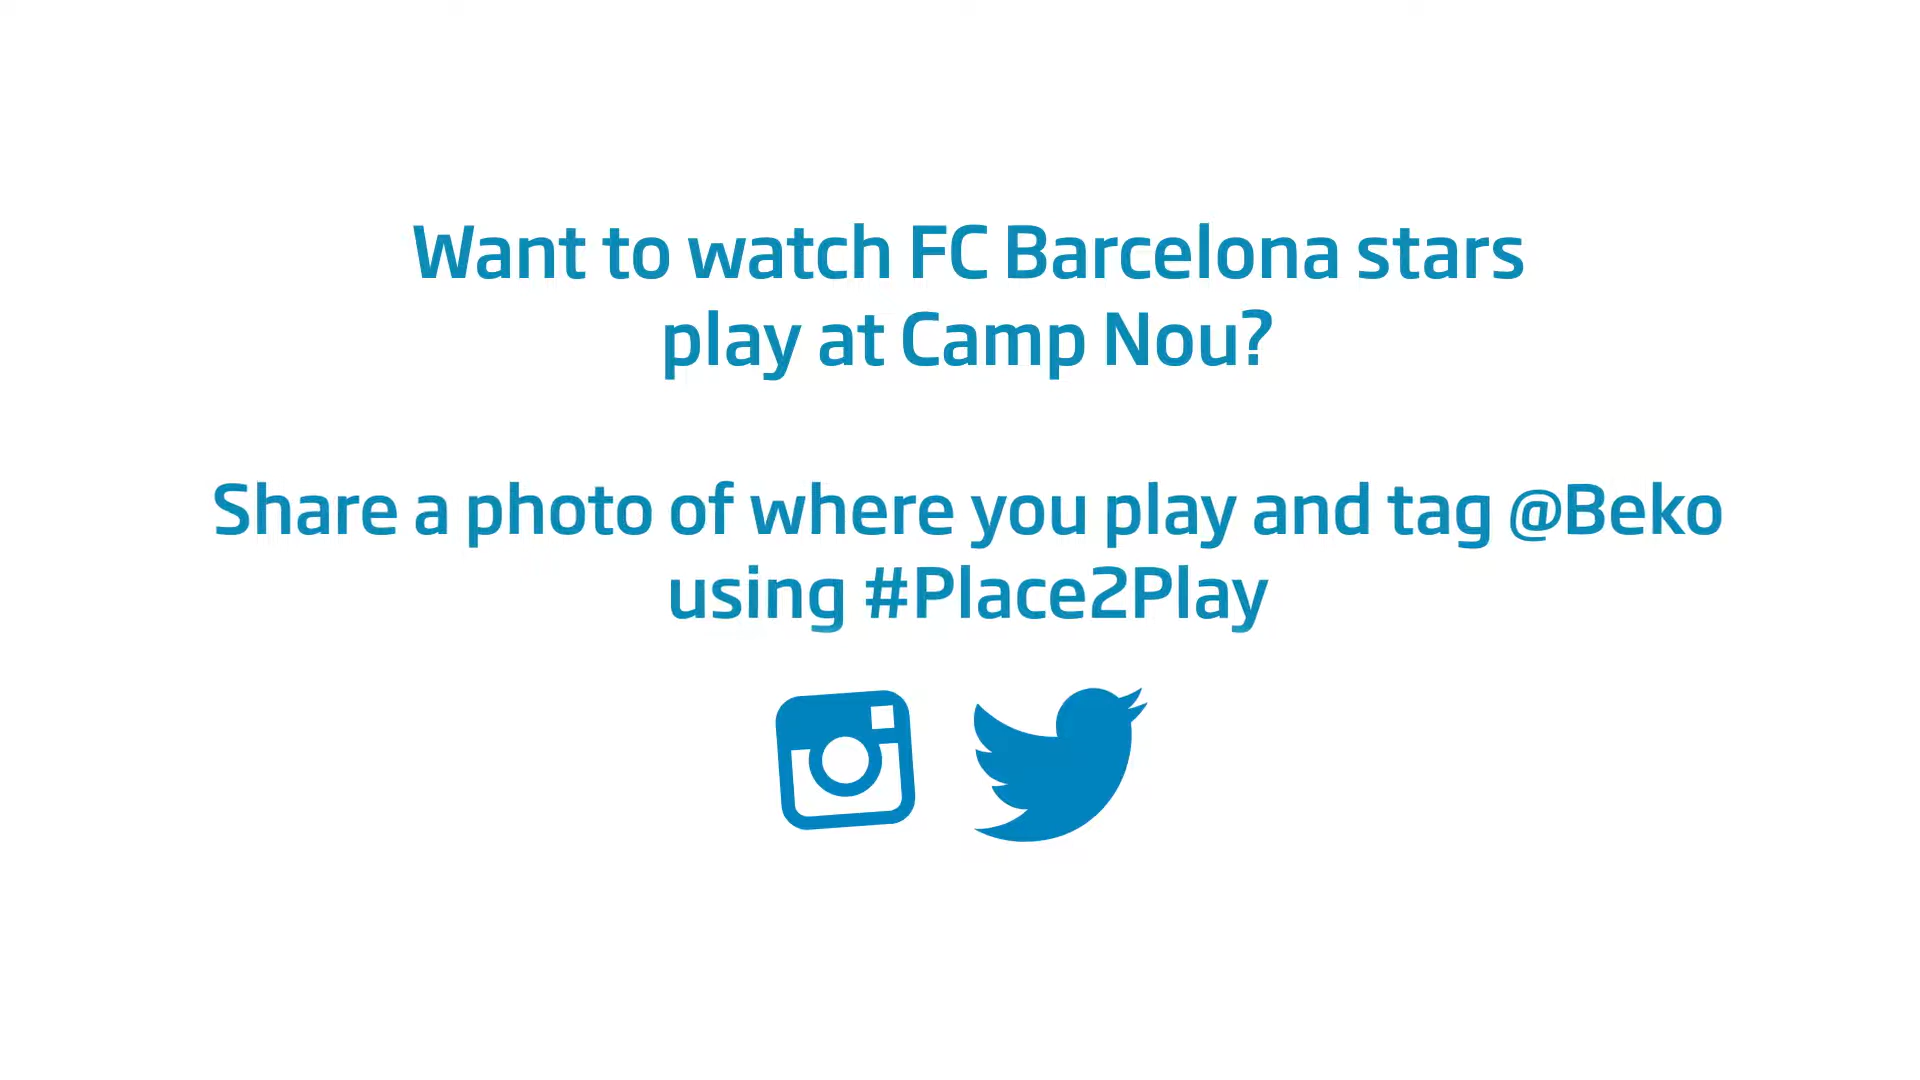 Want to watch FC Barcelona stars
play at Camp Nou?
Share a photo of where you play and tag @Beko
using #Place2Play